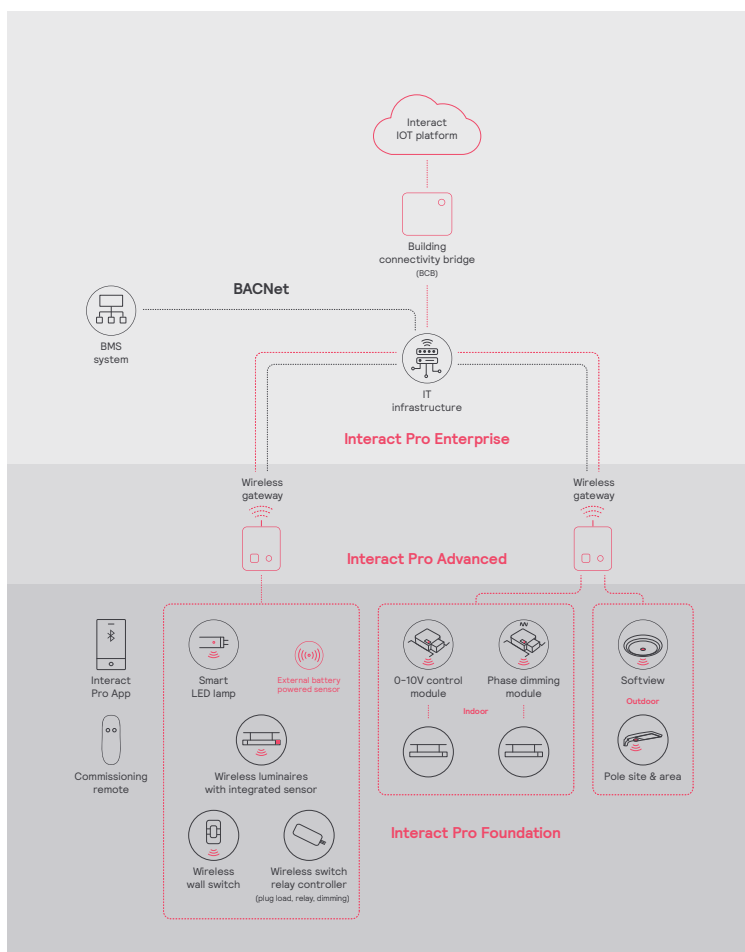 Interact
IOT platform
Building
connectivity bridge
(BCB)
BACNet
BMS
system
IT
infrastructure
Interact Pro Enterprise
Wireless
gateway
Wireless
gateway
Interact Pro Advanced
Interact
Pro App
Commissioning
remote
Smart
LED lamp
External battery
powered sensor
Wireless luminaires
with integrated sensor
Wireless
wall switch
Wireless switch
relay controller
(plug load, relay, dimming)
0-10V control
module
Phase dimming
module
Indoor
Softview
Outdoor
Pole site & area
Interact Pro Foundation